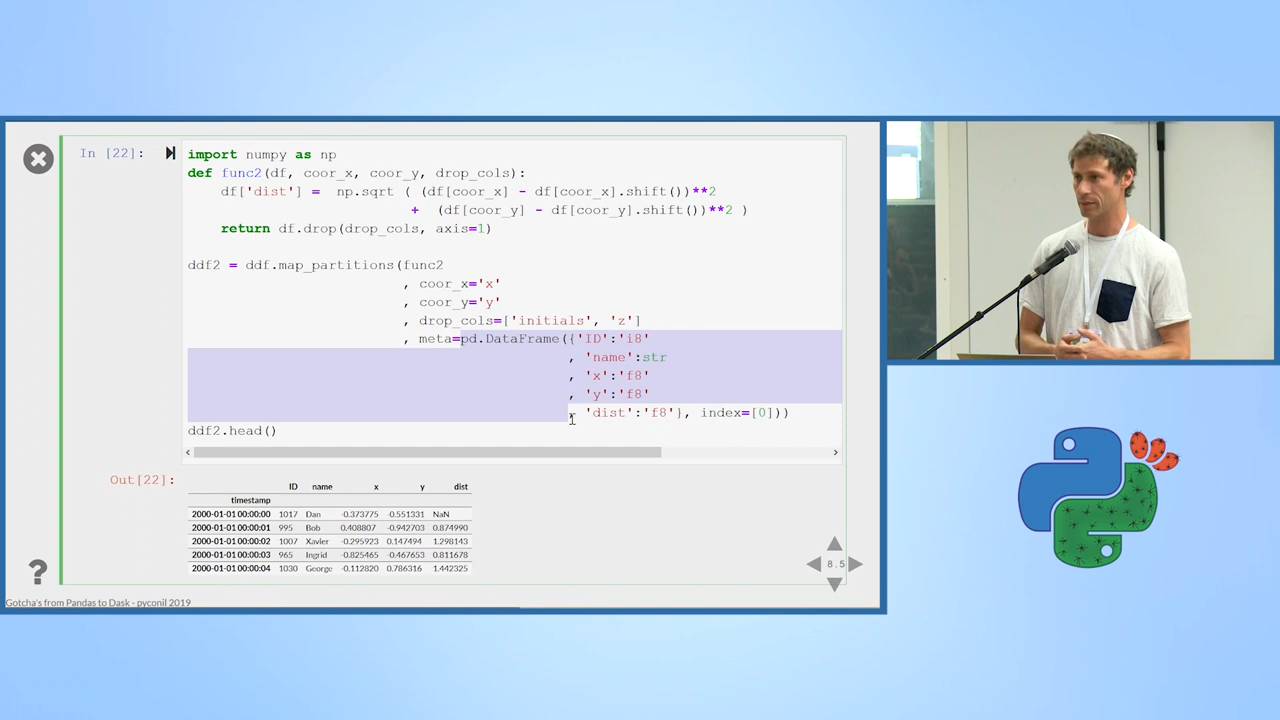 In [22]:
import numpy as np
def func2(df, coor_x, coor_y, drop_cols):
df['dist'] = np.sqrt ( (df[coor_x] - df[coor_x].shift())**2
+ (df[coor_y] - df[coor_y].shift())**2 )
return df.drop(drop_cols, axis=1)
ddf2 = ddf.map_partitions(func2
, coor_x='x'
, coor_y='y'
, drop_cols=['initials', 'z']
, meta=pd.DataFrame({'ID':'i8'
, 'name':str
, 'x':'f8'
, 'y':'f8'
, 'dist':'f8'}, index=[0]))
ddf2.head()
Out[22]:
ID name x y dist
timestamp
2000-01-01 00:00:00 1017 Dan -0.373775 -0.551331 NaN
2000-01-01 00:00:01 995 Bob 0.408807 -0.942703 0.874990
2000-01-01 00:00:02 1007 Xavier -0.295923 0.147494 1.298143
2000-01-01 00:00:03 965 Ingrid -0.825465 -0.467653 0.811678
2000-01-01 00:00:04 1030 George -0.112820 0.786316 1.442325
8.5
?
Gotcha's from Pandas to Dask - pyconil 2019